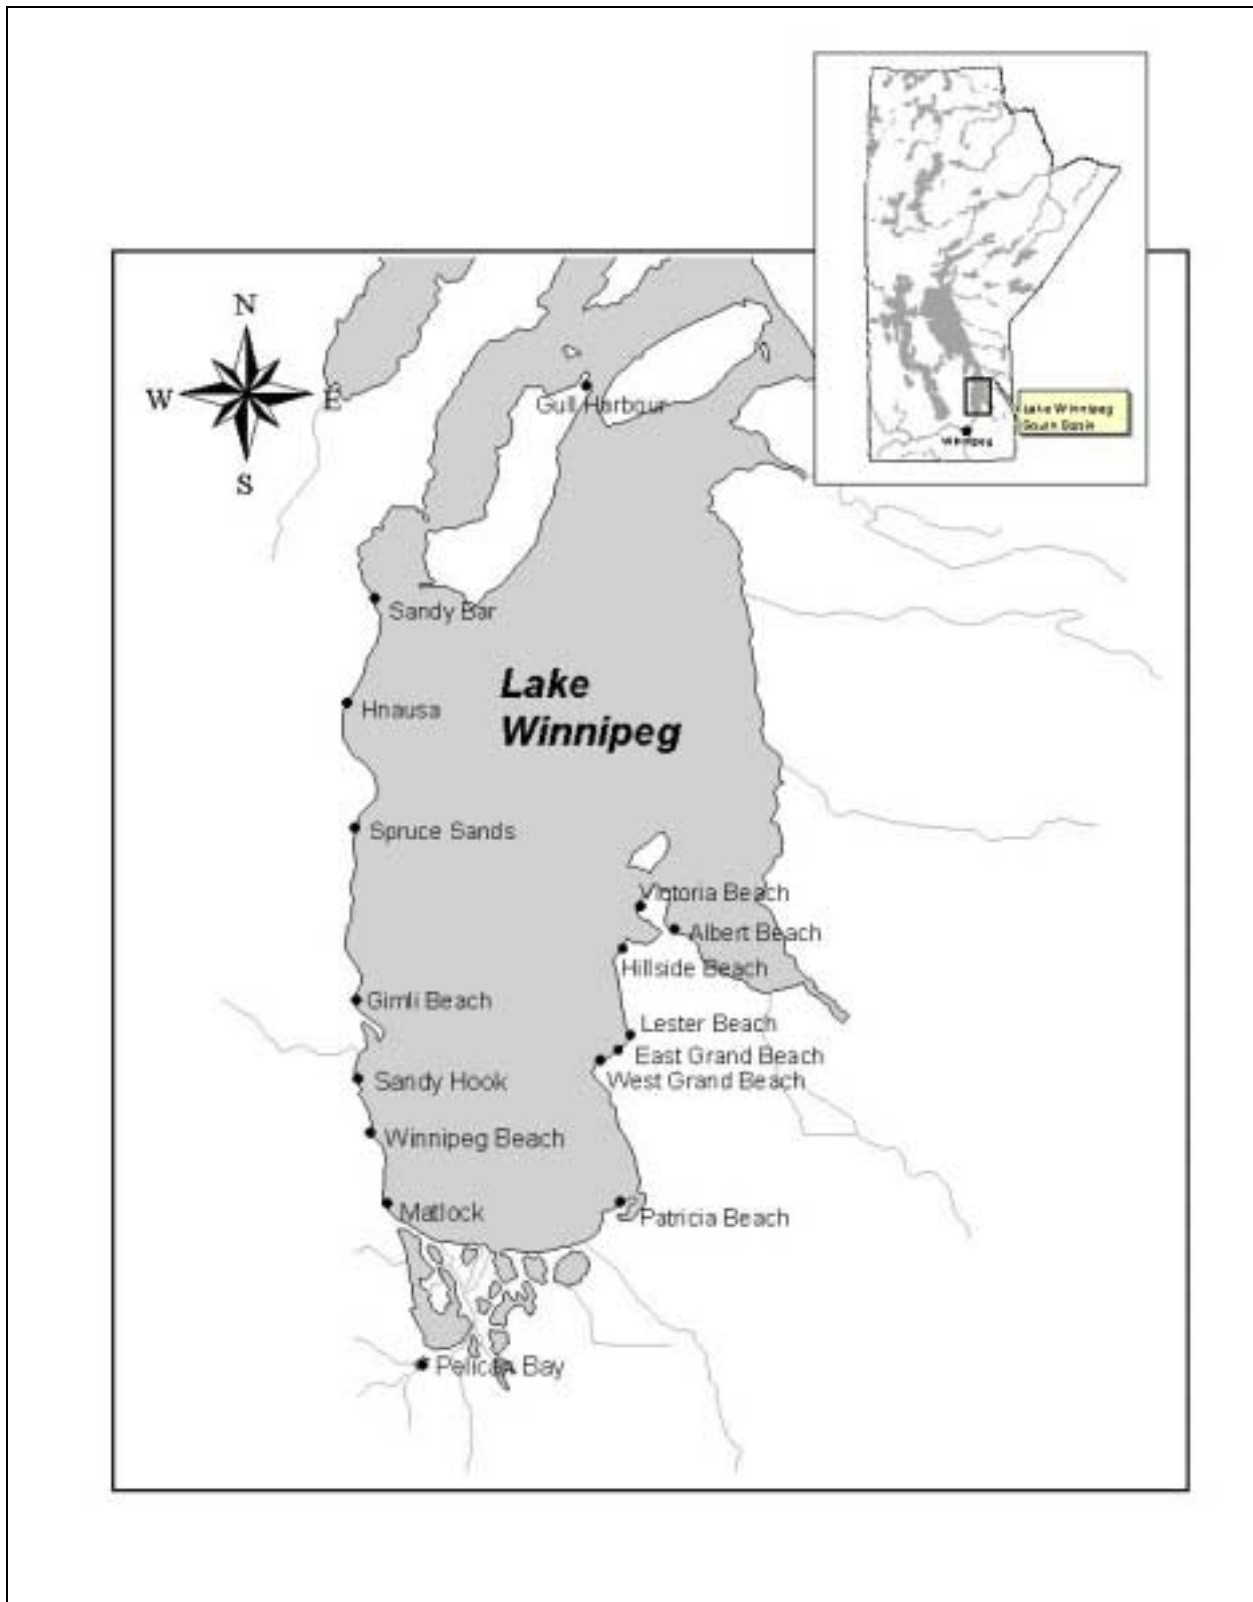 N
W
E
S
Gull Harbour
Lake Winnipeg
South Basin
Winnipeg
Sandy Bar
Lake
Winnipeg
Hnausa
Spruce Sands
Victoria Beach
Albert Beach
Hillside Beach
Gimli Beach
Lester Beach
East Grand Beach
West Grand Beach
Sandy Hook
Winnipeg Beach
Matlock
Patricia Beach
Pelican Bay